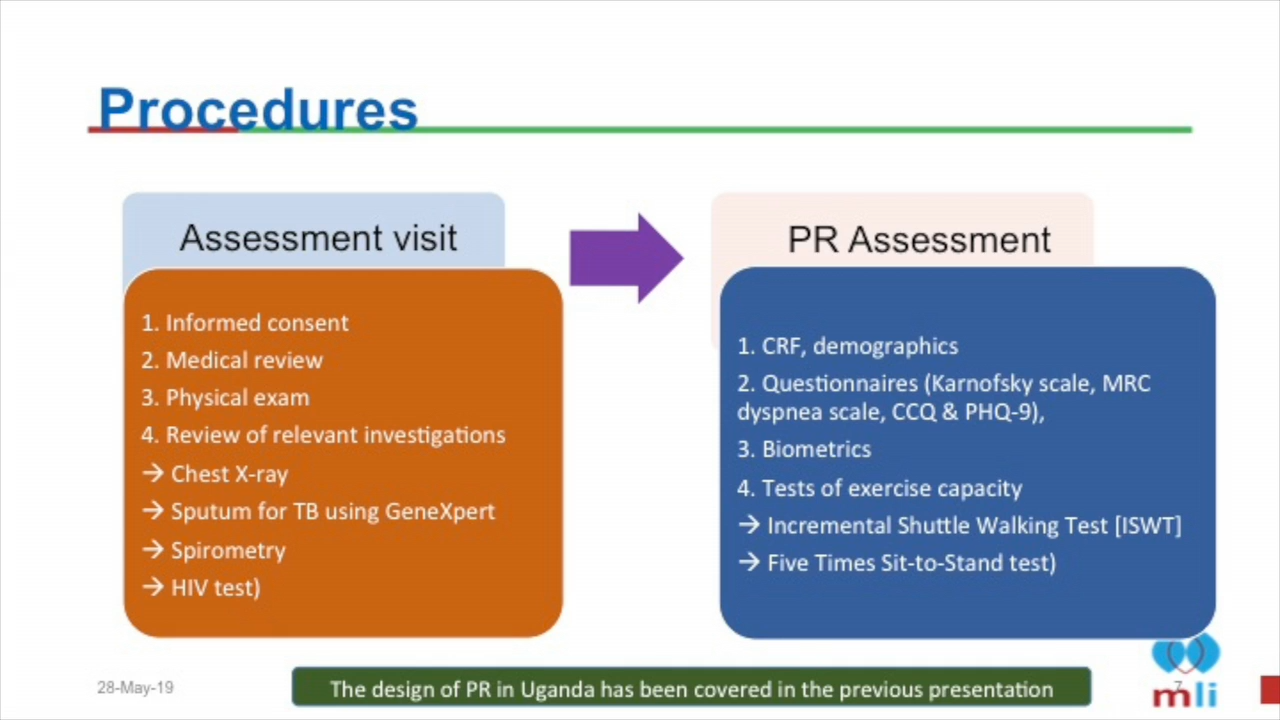 Procedures
Assessment visit
1. Informed consent
2. Medical review
3. Physical exam
4. Review of relevant investigations
→ Chest X-ray
→ Sputum for TB using GeneXpert
→ Spirometry
→ HIV test)
PR Assessment
1. CRF, demographics
2. Questionnaires (Karnofsky scale, MRC
dyspnea scale, CCQ & PHQ-9),
3. Biometrics
4. Tests of exercise capacity
→ Incremental Shuttle Walking Test [ISWT]
→ Five Times Sit-to-Stand test)
28-May-19
The design of PR in Uganda has been covered in the previous presentation
7
mli